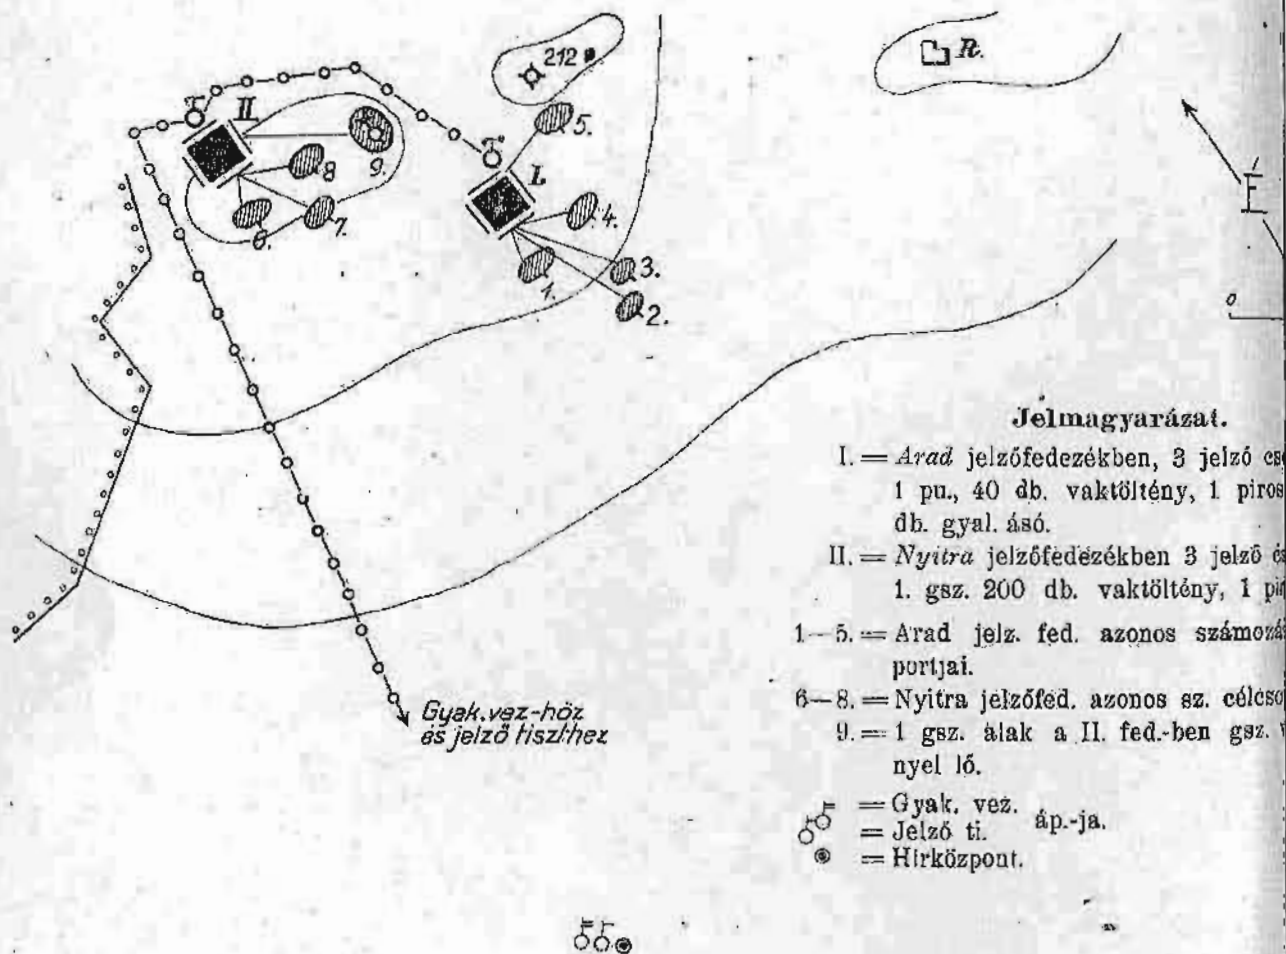 212
R.
II
5.
9.
8
I.
4.
6.
7.
É
3.
1.
2.
0
Jelmagyarázat.
I. = Arad jelzőfedezékben, 3 jelző
1 pu., 40 db. vaktöltény, 1 piros
db. gyal. ásó.
II. = Nyitra jelzőfedezékben 3 jelző
1. gsz. 200 db. vaktöltény, 1
1–5. = Arad jelz. fed. azonos
portjai.
6–8. = Nyitra jelzőfed. azonos sz.
9. = 1 gsz. alak a II. fed.-ben gsz.
nyel lő.
Gyak. vez-höz
és jelző tiszthez
= Gyak. vez.
= Jelző ti. áp.-ja.
= Hírközpont.